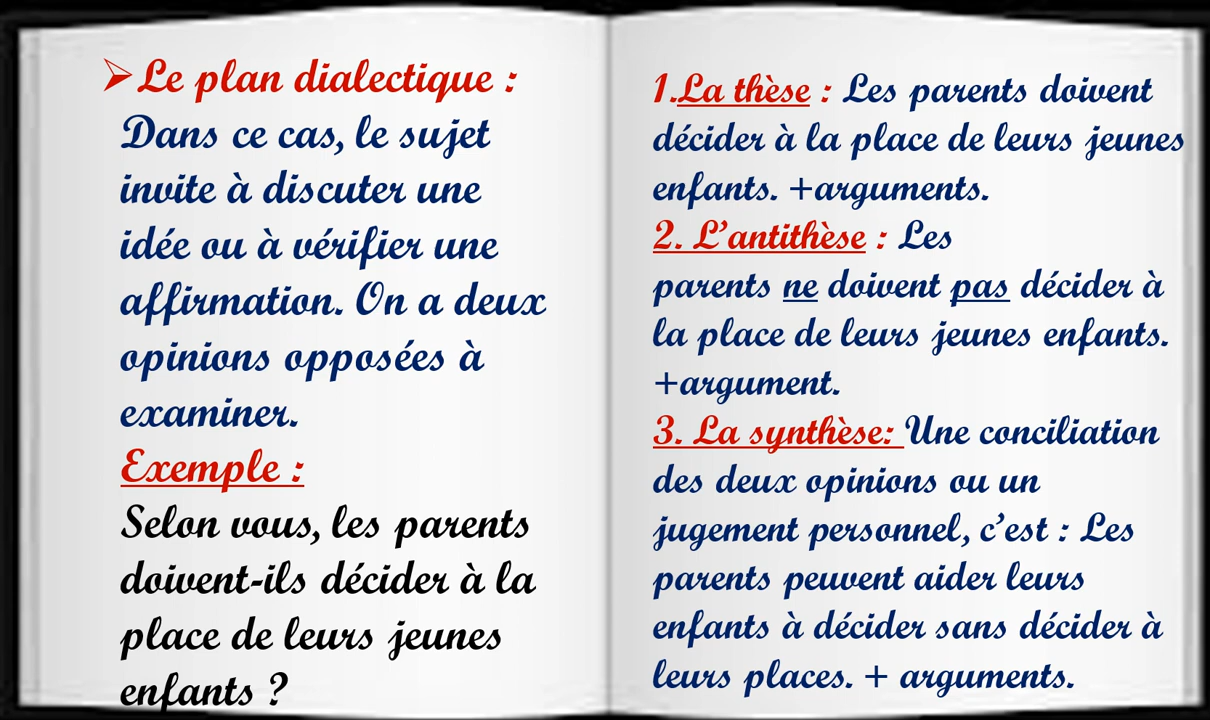 ➢Le plan dialectique :
Dans ce cas, le sujet
invite à discuter une
idée ou à vérifier une
affirmation. On a deux
opinions opposées à
examiner.
Exemple :
Selon vous, les parents
doivent-ils décider à la
place de leurs jeunes
enfants ?
1.La thèse : Les parents doivent
décider à la place de leurs jeunes
enfants. +arguments.
2. L’antithèse : Les
parents ne doivent pas décider à
la place de leurs jeunes enfants.
+argument.
3. La synthèse: Une conciliation
des deux opinions ou un
jugement personnel, c’est : Les
parents peuvent aider leurs
enfants à décider sans décider à
leurs places. + arguments.